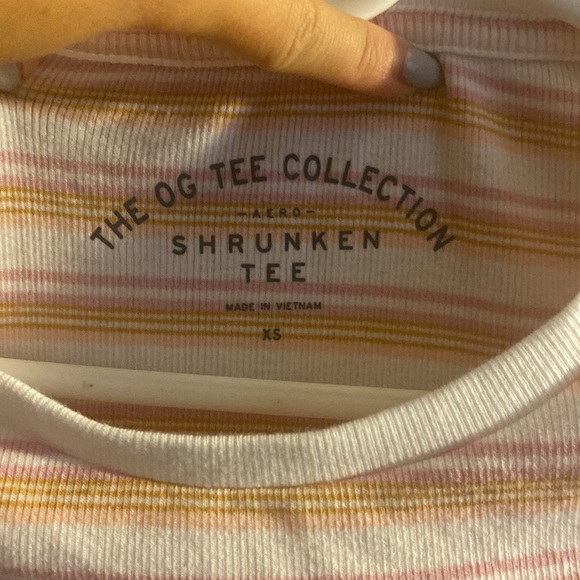 THE OG TEE COLLECTION
-AERO-
SHRUNKEN
TEE
MADE IN VIETNAM
XS